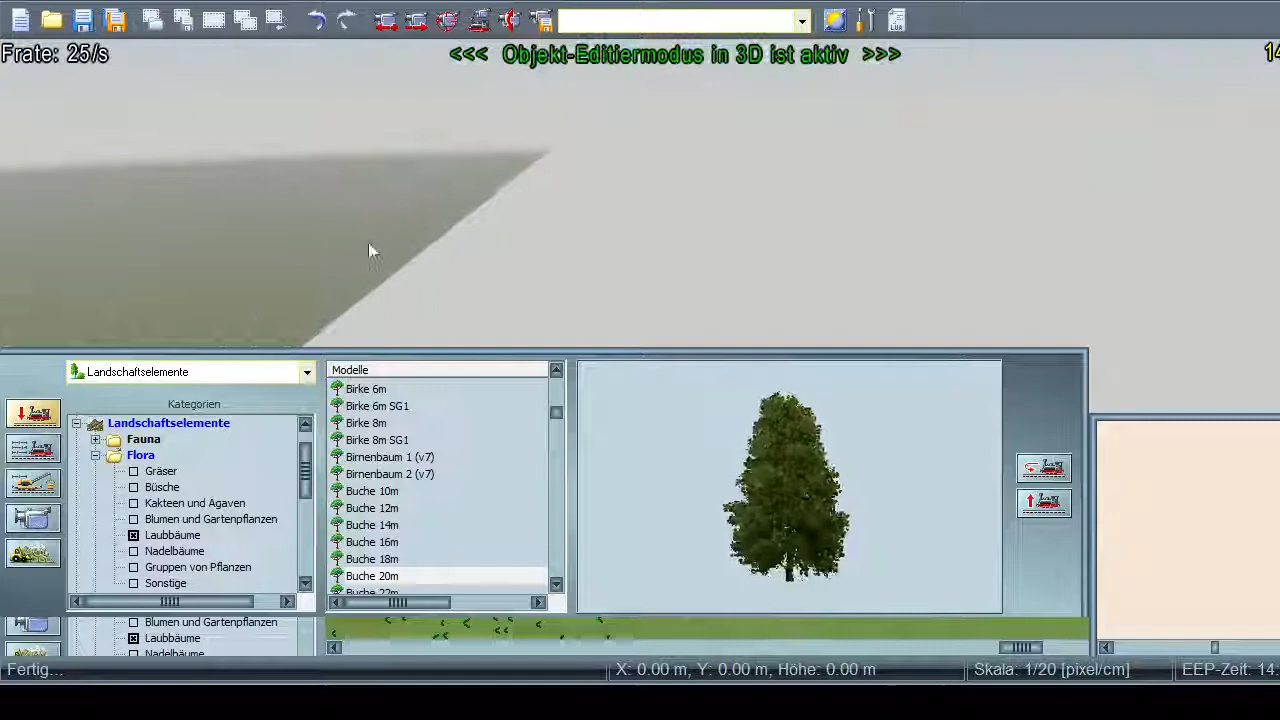 Frate: 25/s
<<< Objekt-Editiermodus in 3D ist aktiv >>>
14
Landschaftselemente
Kategorien
Landschaftselemente
Fauna
Flora
Gräser
Büsche
Kakteen und Agaven
Blumen und Gartenpflanzen
Laubbäume
Nadelbäume
Gruppen von Pflanzen
Sonstige
Modelle
Birke 6m
Birke 6m SG1
Birke 8m
Birke 8m SG1
Birnenbaum 1 (v7)
Birnenbaum 2 (v7)
Buche 10m
Buche 12m
Buche 14m
Buche 16m
Buche 18m
Buche 20m
Buche 22m
Blumen und Gartenpflanzen
Laubbäume
Nadelbäume
Fertig...
X: 0.00 m, Y: 0.00 m, Höhe: 0.00 m
Skala: 1/20 [pixel/cm]
EEP-Zeit: 14: